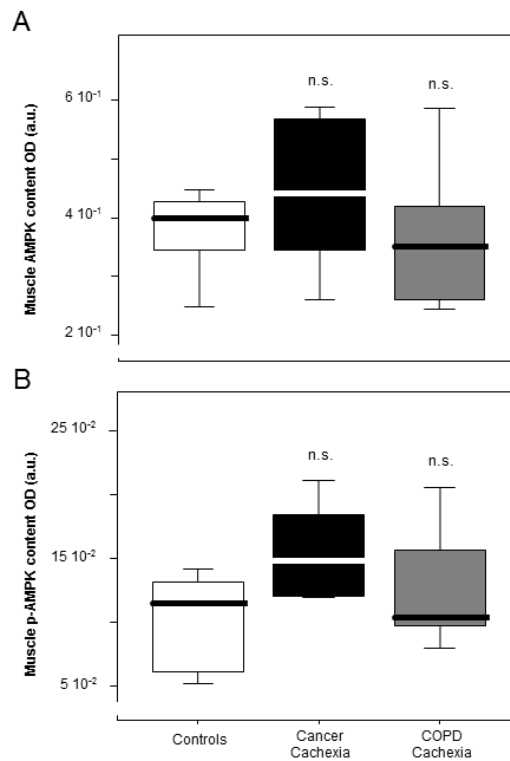 A
Muscle AMPK content OD (a.u.)
6 10⁻¹
4 10⁻¹
2 10⁻¹
n.s.
n.s.
B
Muscle p-AMPK content OD (a.u.)
25 10⁻²
15 10⁻²
5 10⁻²
n.s.
n.s.
Controls
Cancer
Cachexia
COPD
Cachexia